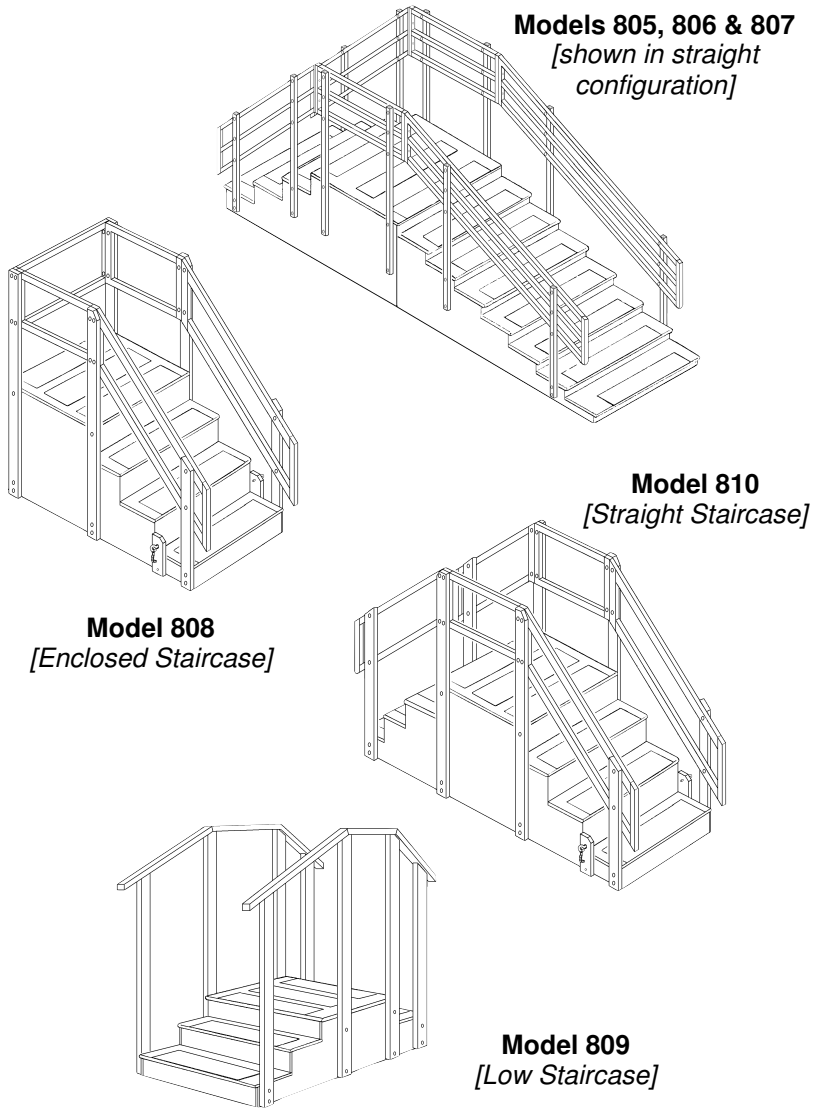 Models 805, 806 & 807
[shown in straight
configuration]
Model 810
[Straight Staircase]
Model 808
[Enclosed Staircase]
Model 809
[Low Staircase]